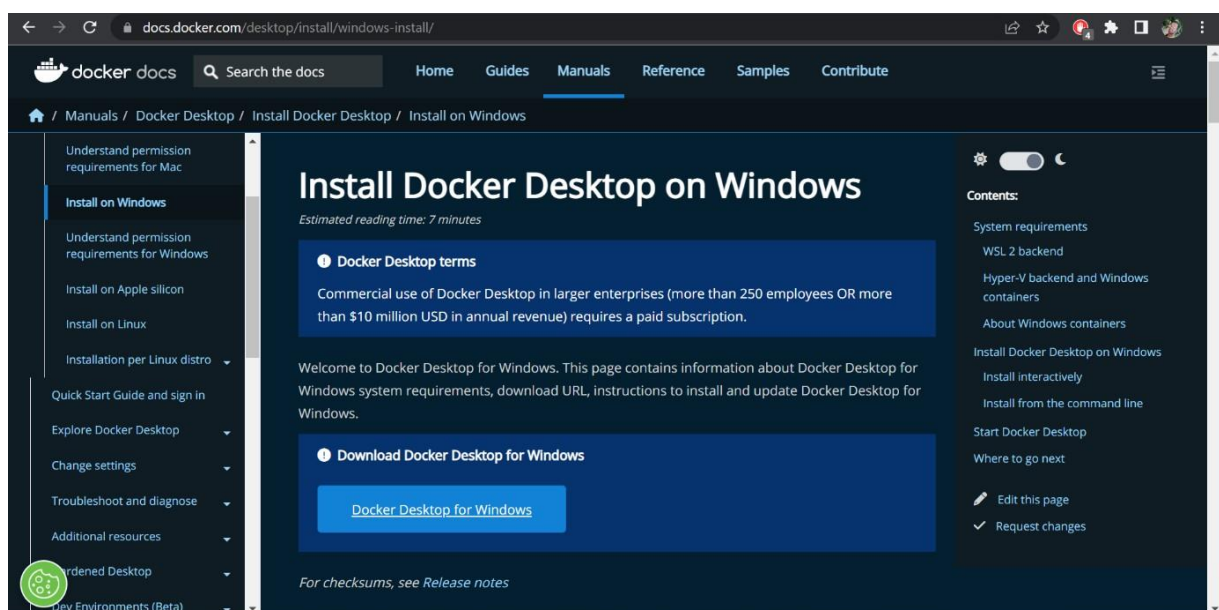 docs.docker.com/desktop/install/windows-install/
4
docker docs
Search the docs
Home
Guides
Manuals
Reference
Samples
Contribute
/ Manuals / Docker Desktop / Install Docker Desktop / Install on Windows
Understand permission
requirements for Mac
Install on Windows
Understand permission
requirements for Windows
Install on Apple silicon
Install on Linux
Installation per Linux distro
Quick Start Guide and sign in
Explore Docker Desktop
Change settings
Troubleshoot and diagnose
Additional resources
rdened Desktop
Dev Environments (Beta)
Install Docker Desktop on Windows
Estimated reading time: 7 minutes
Docker Desktop terms
Commercial use of Docker Desktop in larger enterprises (more than 250 employees OR more
than $10 million USD in annual revenue) requires a paid subscription.
Welcome to Docker Desktop for Windows. This page contains information about Docker Desktop for
Windows system requirements, download URL, instructions to install and update Docker Desktop for
Windows.
Download Docker Desktop for Windows
Docker Desktop for Windows
For checksums, see Release notes
Contents:
System requirements
WSL 2 backend
Hyper-V backend and Windows
containers
About Windows containers
Install Docker Desktop on Windows
Install interactively
Install from the command line
Start Docker Desktop
Where to go next
Edit this page
Request changes